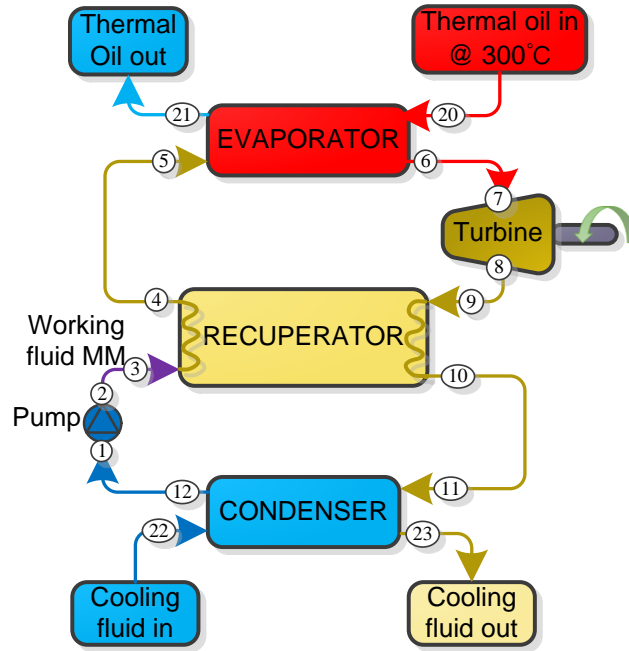 Thermal
Oil out
Thermal oil in
@ 300°C
21
20
EVAPORATOR
5
6
7
Turbine
8
4
9
RECUPERATOR
Working
fluid MM
3
10
2
Pump
1
12
11
CONDENSER
22
23
Cooling
fluid in
Cooling
fluid out